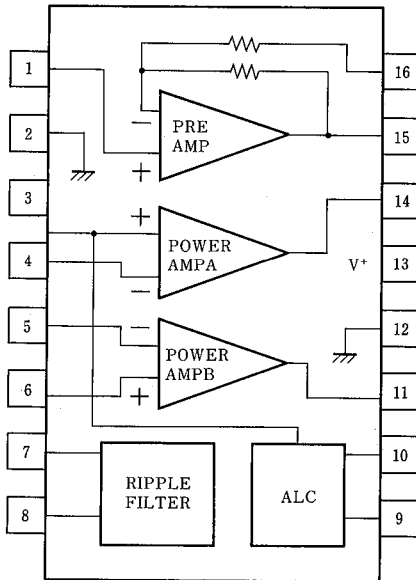 1
2
3
4
5
6
7
8
16
15
14
13
12
11
10
9
−
PRE
AMP
+
+
POWER
AMPA
−
V+
−
POWER
AMPB
+
RIPPLE
FILTER
ALC